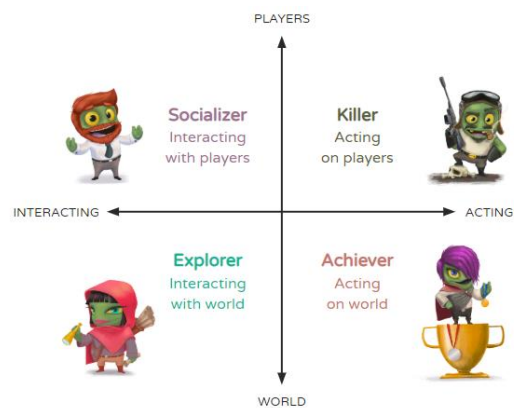 PLAYERS
Socializer
Interacting
with players
Killer
Acting
on players
INTERACTING
ACTING
Explorer
Interacting
with world
Achiever
Acting
on world
WORLD